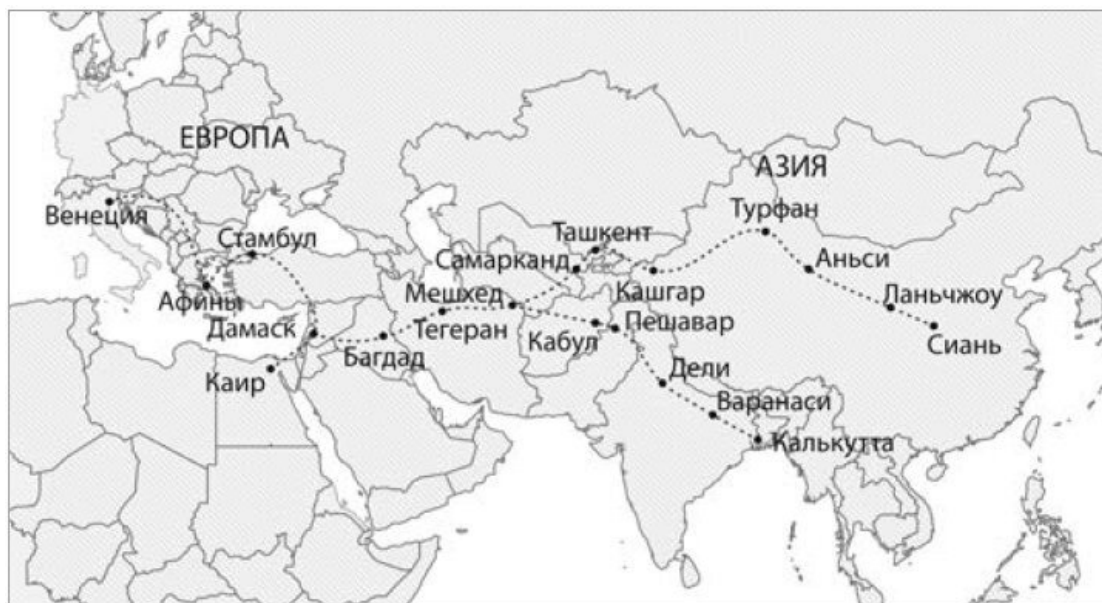 ЕВРОПА
АЗИЯ
Венеция
Турфан
Стамбул
Ташкент
Аньси
Самарканд
Афины
Мешхед
Кашгар
Ланьчжоу
Дамаск
Тегеран
Кабул
Пешавар
Сиань
Багдад
Каир
Дели
Варанаси
Калькутта